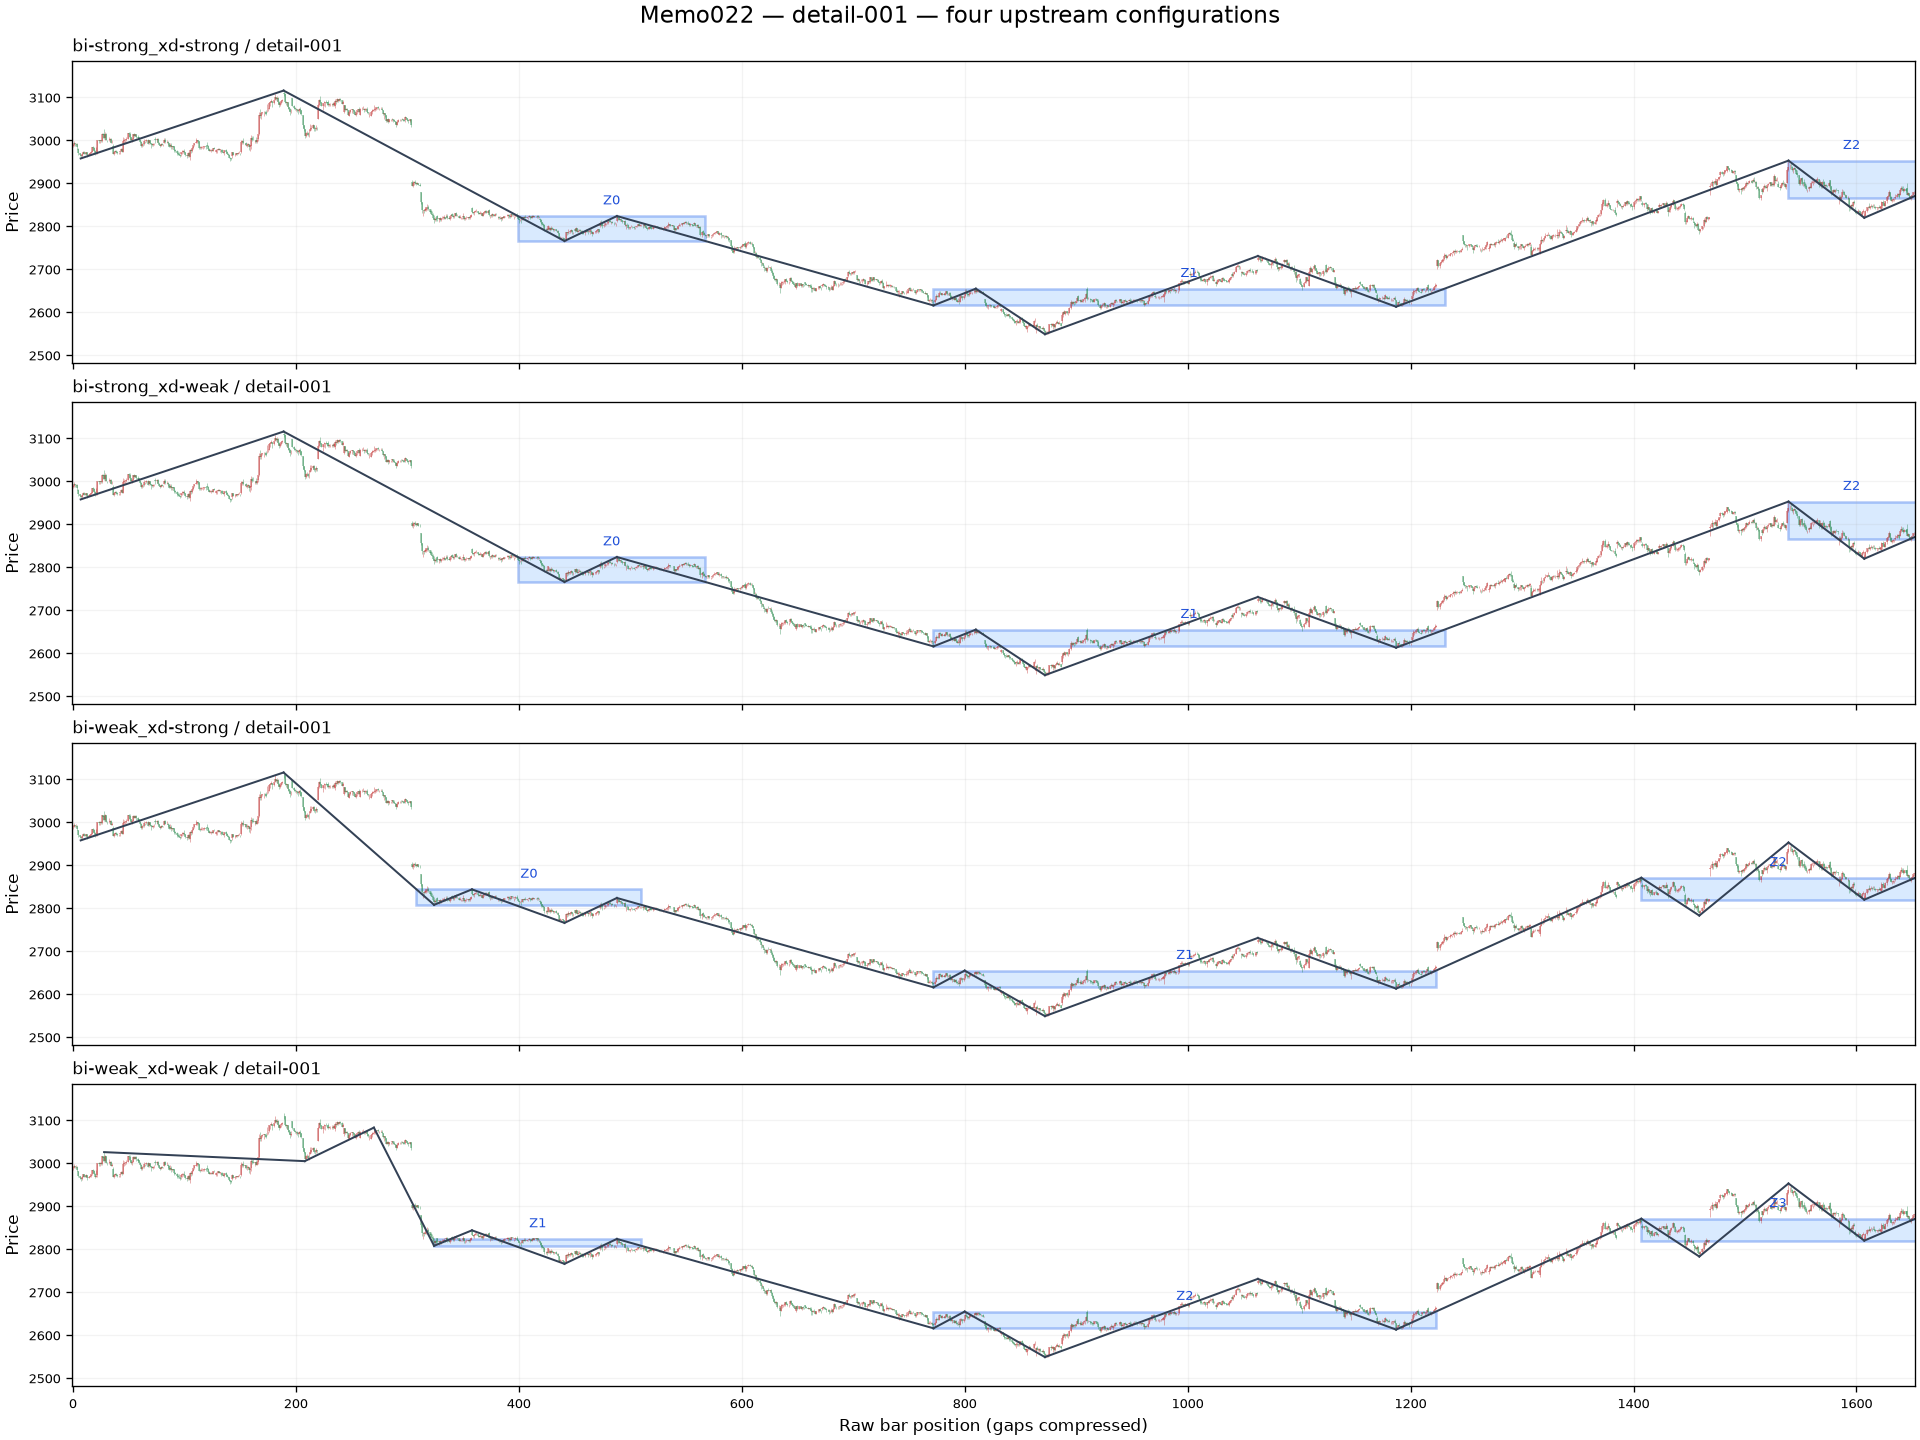 Memo022 — detail-001 — four upstream configurations
bi-strong_xd-strong / detail-001
Price
3100
3000
2900
2800
2700
2600
2500
Z0
Z1
Z2
bi-strong_xd-weak / detail-001
Price
3100
3000
2900
2800
2700
2600
2500
Z0
Z1
Z2
bi-weak_xd-strong / detail-001
Price
3100
3000
2900
2800
2700
2600
2500
Z0
Z1
Z2
bi-weak_xd-weak / detail-001
Price
3100
3000
2900
2800
2700
2600
2500
Z1
Z2
Z3
0 200 400 600 800 1000 1200 1400 1600
Raw bar position (gaps compressed)